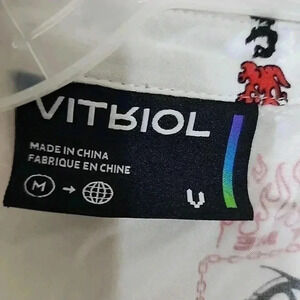 VITRIOL
MADE IN CHINA
FABRIQUE EN CHINE
M →
V